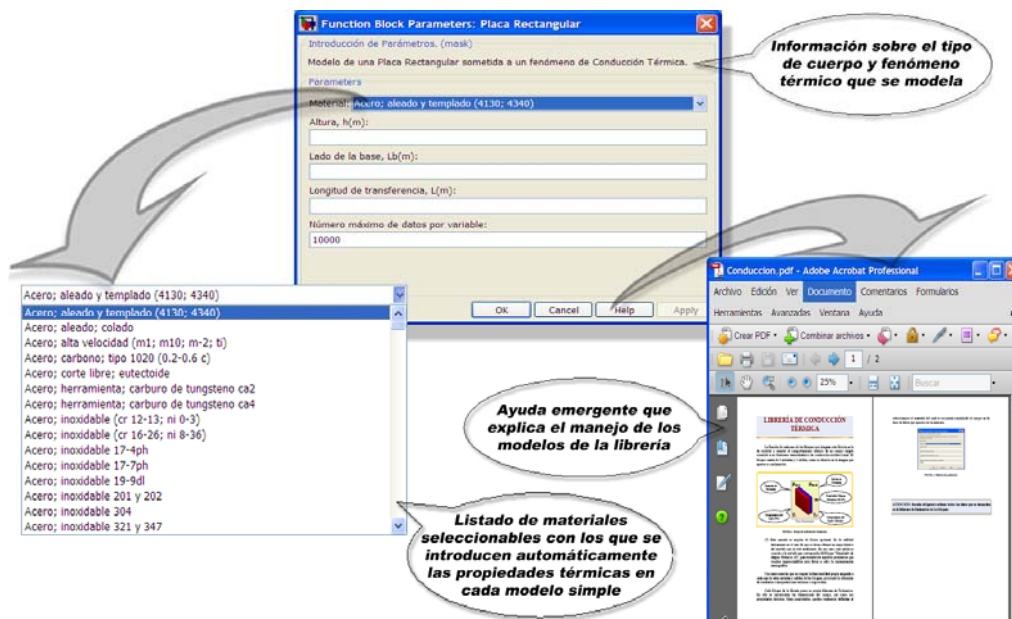 Function Block Parameters: Placa Rectangular
Introducción de Parámetros. (mask)
Modelo de una Placa Rectangular sometida a un fenómeno de Conducción Térmica.
Parameters
Material: Acero; aleado y templado (4130; 4340)
Altura, h(m):
Lado de la base, Lb(m):
Longitud de transferencia, L(m):
Número máximo de datos por variable:
10000
OK Cancel Help Apply
Información sobre el tipo
de cuerpo y fenómeno
térmico que se modela
Acero; aleado y templado (4130; 4340)
Acero; aleado y templado (4130; 4340)
Acero; aleado; colado
Acero; alta velocidad (m1; m10; m-2; ti)
Acero; carbono; tipo 1020 (0.2-0.6 c)
Acero; corte libre; eutectoide
Acero; herramienta; carburo de tungsteno ca2
Acero; herramienta; carburo de tungsteno ca4
Acero; inoxidable (cr 12-13; ni 0-3)
Acero; inoxidable (cr 16-26; ni 8-36)
Acero; inoxidable 17-4ph
Acero; inoxidable 17-7ph
Acero; inoxidable 19-9dl
Acero; inoxidable 201 y 202
Acero; inoxidable 304
Acero; inoxidable 321 y 347
Ayuda emergente que
explica el manejo de los
modelos de la librería
Listado de materiales
seleccionables con los que se
introducen automáticamente
las propiedades térmicas en
cada modelo simple
Conduccion.pdf - Adobe Acrobat Professional
Archivo Edición Ver Documento Comentarios Formularios
Herramientas Avanzadas Ventana Ayuda
Crear PDF Combinar archivos
1 / 2
25% Buscar
LIBRERÍA DE CONDUCCIÓN
TÉRMICA